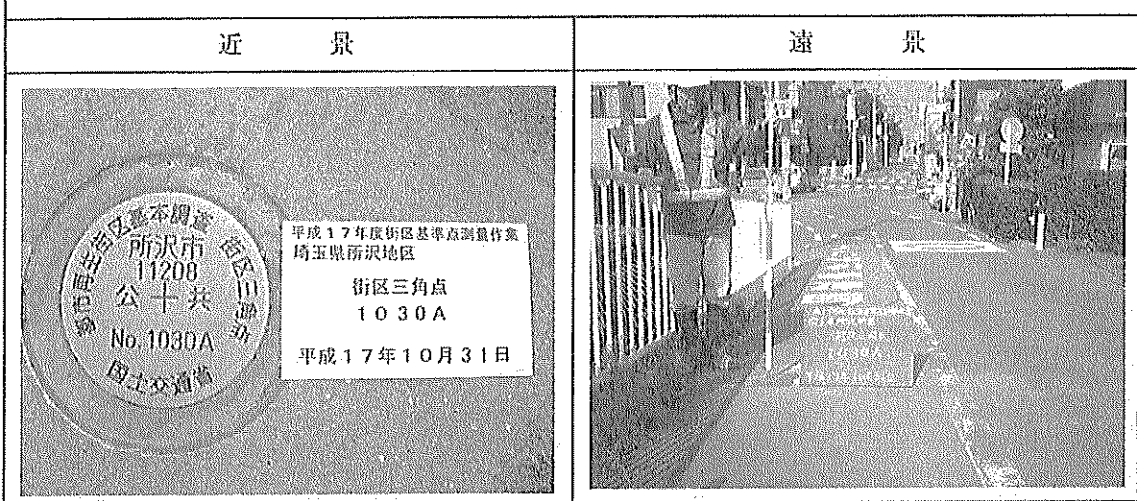 近景
遠景
都市再生街区基本調査
街区三角点
所沢市
11208
公共
No.1030A
国土交通省
平成17年度街区基準点測量作業
埼玉県所沢地区
街区三角点
1030A
平成17年10月31日